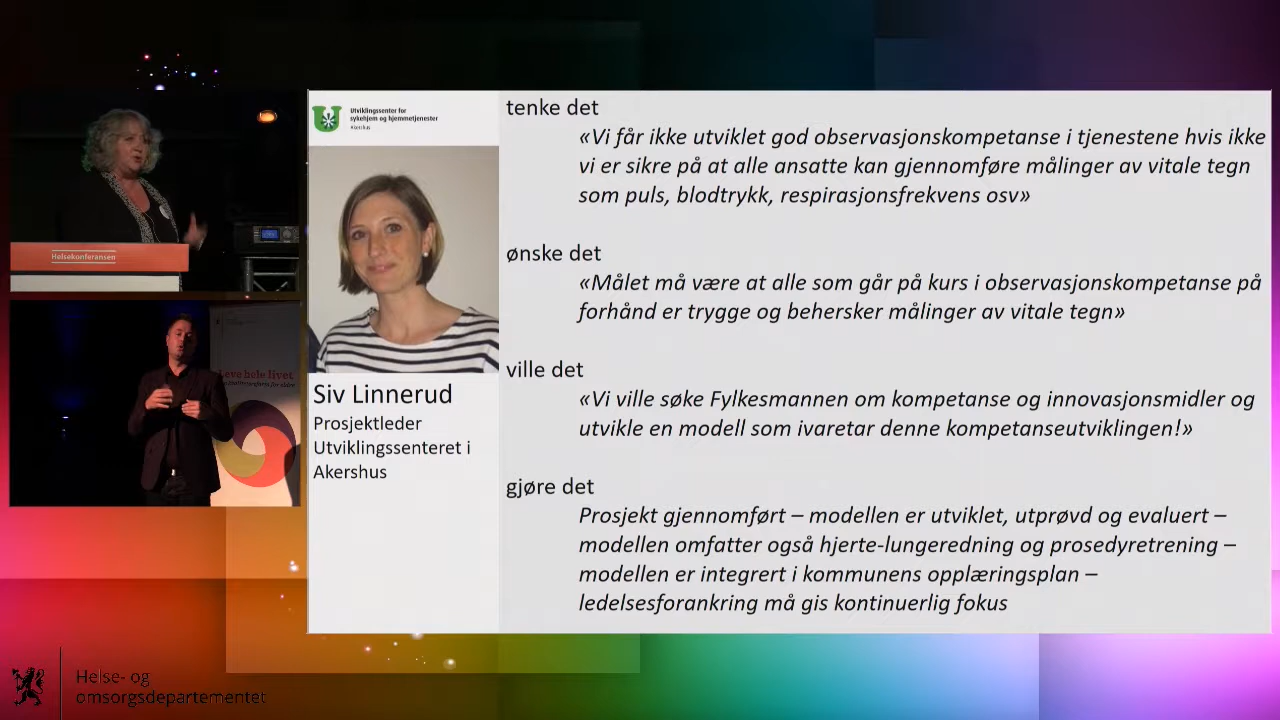 Helsekonferansen
Leve hele livet
Utviklingssenter for
sykehjem og hjemmetjenester
Akershus
Siv Linnerud
Prosjektleder
Utviklingssenteret i
Akershus
tenke det
«Vi får ikke utviklet god observasjonskompetanse i tjenestene hvis ikke
vi er sikre på at alle ansatte kan gjennomføre målinger av vitale tegn
som puls, blodtrykk, respirasjonsfrekvens osv»
ønske det
«Målet må være at alle som går på kurs i observasjonskompetanse på
forhånd er trygge og behersker målinger av vitale tegn»
ville det
«Vi ville søke Fylkesmannen om kompetanse og innovasjonsmidler og
utvikle en modell som ivaretar denne kompetanseutviklingen!»
gjøre det
Prosjekt gjennomført – modellen er utviklet, utprøvd og evaluert –
modellen omfatter også hjerte-lungeredning og prosedyretrening –
modellen er integrert i kommunens opplæringsplan –
ledelsesforankring må gis kontinuerlig fokus
Helse- og
omsorgsdepartementet